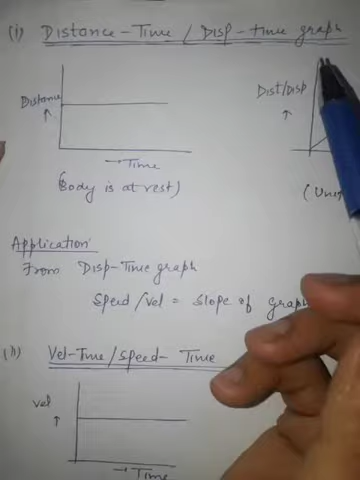 (i) Distance-Time / Disp-time graph
Distance
↑
→ Time
(Body is at rest)
Dist/Disp
↑
(Un
Application
From Disp-Time graph
Speed/Vel = Slope of graph
(ii) Vel-Time/Speed-Time
Vel
↑
→ Time